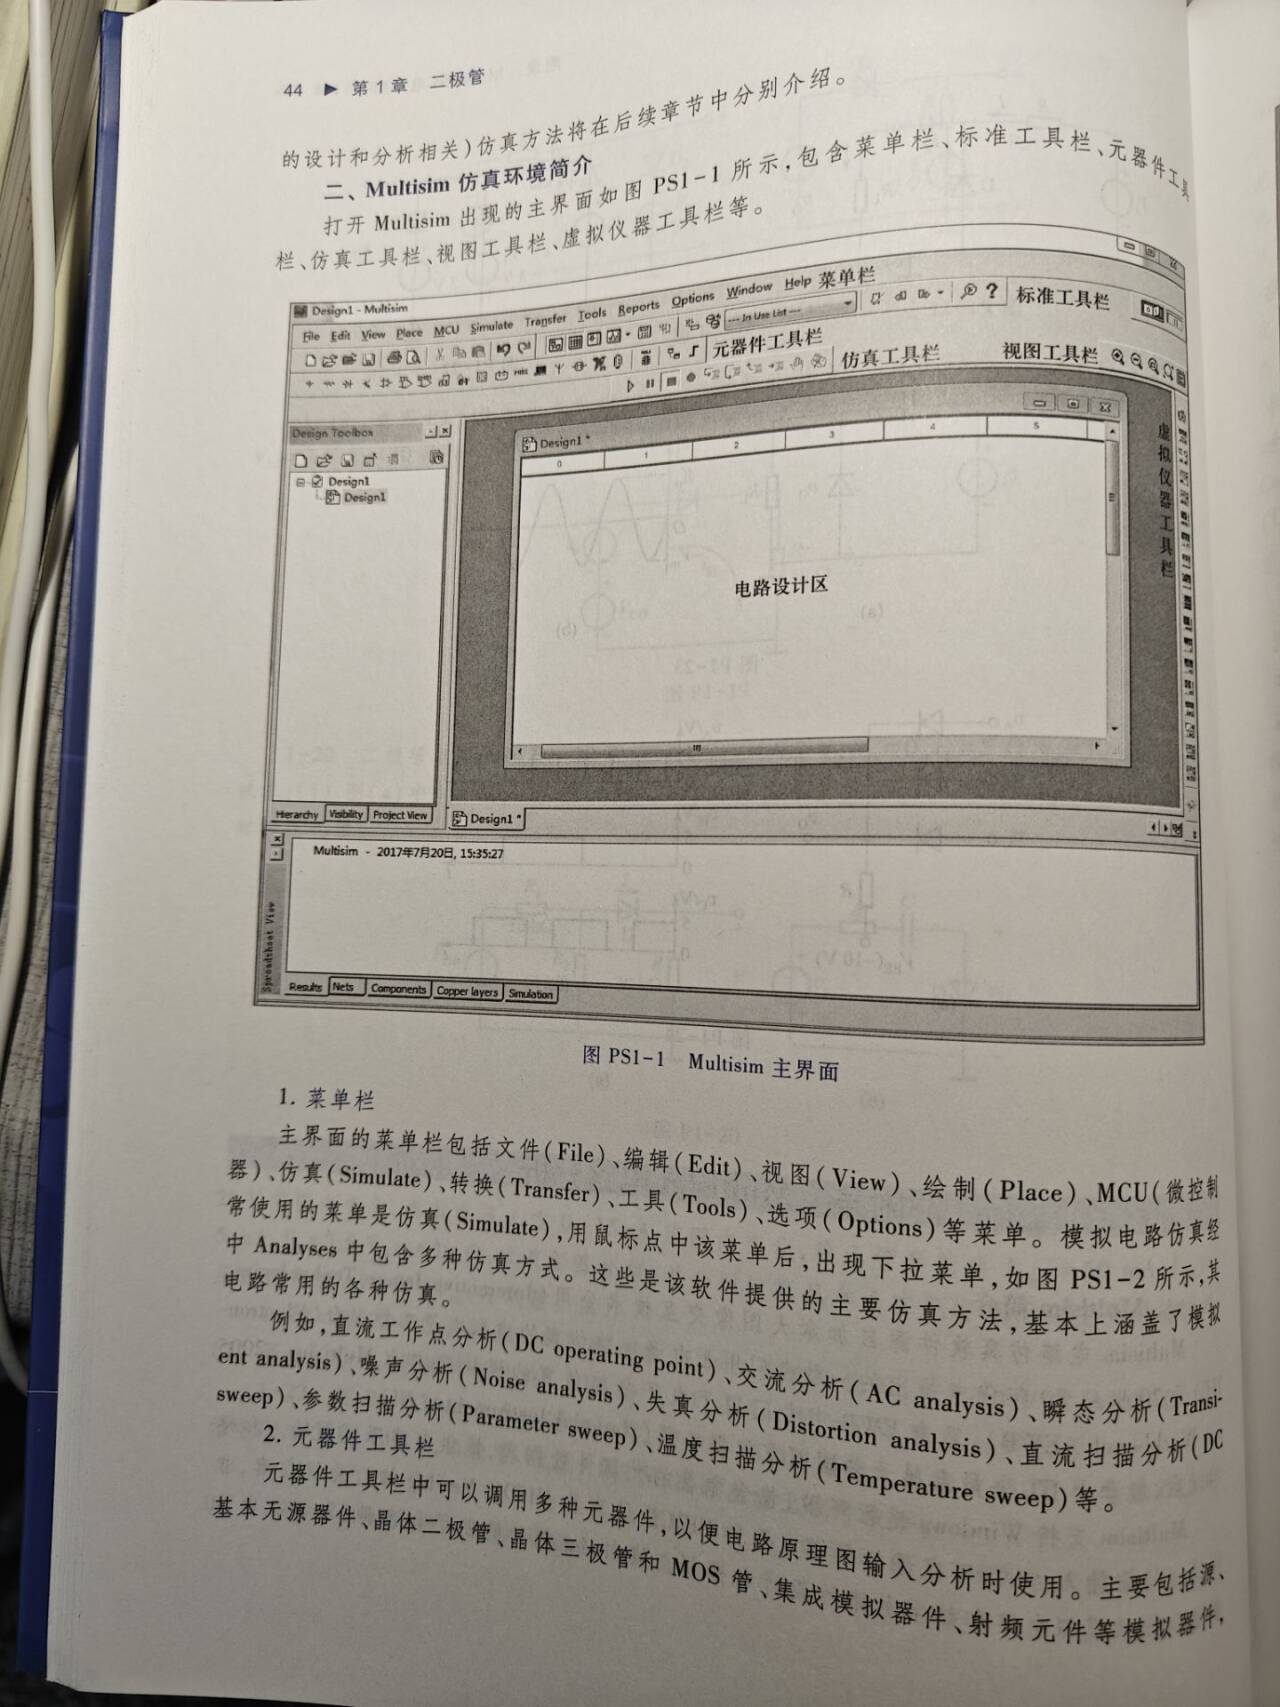 44 ▶ 第1章 二极管
的设计和分析相关)仿真方法将在后续章节中分别介绍。
二、Multisim 仿真环境简介
打开 Multisim 出现的主界面如图 PS1-1 所示,包含菜单栏、标准工具栏、元器件工具
栏、仿真工具栏、视图工具栏、虚拟仪器工具栏等。
Design1 - Multisim
File Edit View Place MCU Simulate Transfer Tools Reports Options Window Help 菜单栏
--- In Use List ---
标准工具栏
元器件工具栏
仿真工具栏
视图工具栏
Design Toolbox
Design1
Design1
Design1 *
0 1 2 3 4 5
电路设计区
虚拟仪器工具栏
Hierarchy Visibility Project View
Design1 *
Multisim - 2017年7月20日, 15:35:27
Spreadsheet View
Results Nets Components Copper layers Simulation
图 PS1-1 Multisim 主界面
1. 菜单栏
主界面的菜单栏包括文件(File)、编辑(Edit)、视图(View)、绘制(Place)、MCU(微控制
器)、仿真(Simulate)、转换(Transfer)、工具(Tools)、选项(Options)等菜单。模拟电路仿真经
常使用的菜单是仿真(Simulate),用鼠标点中该菜单后,出现下拉菜单,如图 PS1-2 所示,其
中 Analyses 中包含多种仿真方式。这些是该软件提供的主要仿真方法,基本上涵盖了模拟
电路常用的各种仿真。
例如,直流工作点分析(DC operating point)、交流分析(AC analysis)、瞬态分析(Transi-
ent analysis)、噪声分析(Noise analysis)、失真分析(Distortion analysis)、直流扫描分析(DC
sweep)、参数扫描分析(Parameter sweep)、温度扫描分析(Temperature sweep)等。
2. 元器件工具栏
元器件工具栏中可以调用多种元器件,以便电路原理图输入分析时使用。主要包括源、
基本无源器件、晶体二极管、晶体三极管和 MOS 管、集成模拟器件、射频元件等模拟器件,